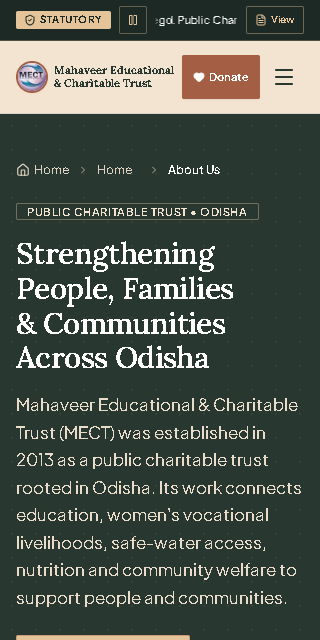 STATUTORY
Public Char
View
MECT
Mahaveer Educational
& Charitable Trust
Donate
Home
Home
About Us
PUBLIC CHARITABLE TRUST • ODISHA
Strengthening
People, Families
& Communities
Across Odisha
Mahaveer Educational & Charitable
Trust (MECT) was established in
2013 as a public charitable trust
rooted in Odisha. Its work connects
education, women's vocational
livelihoods, safe-water access,
nutrition and community welfare to
support people and communities.